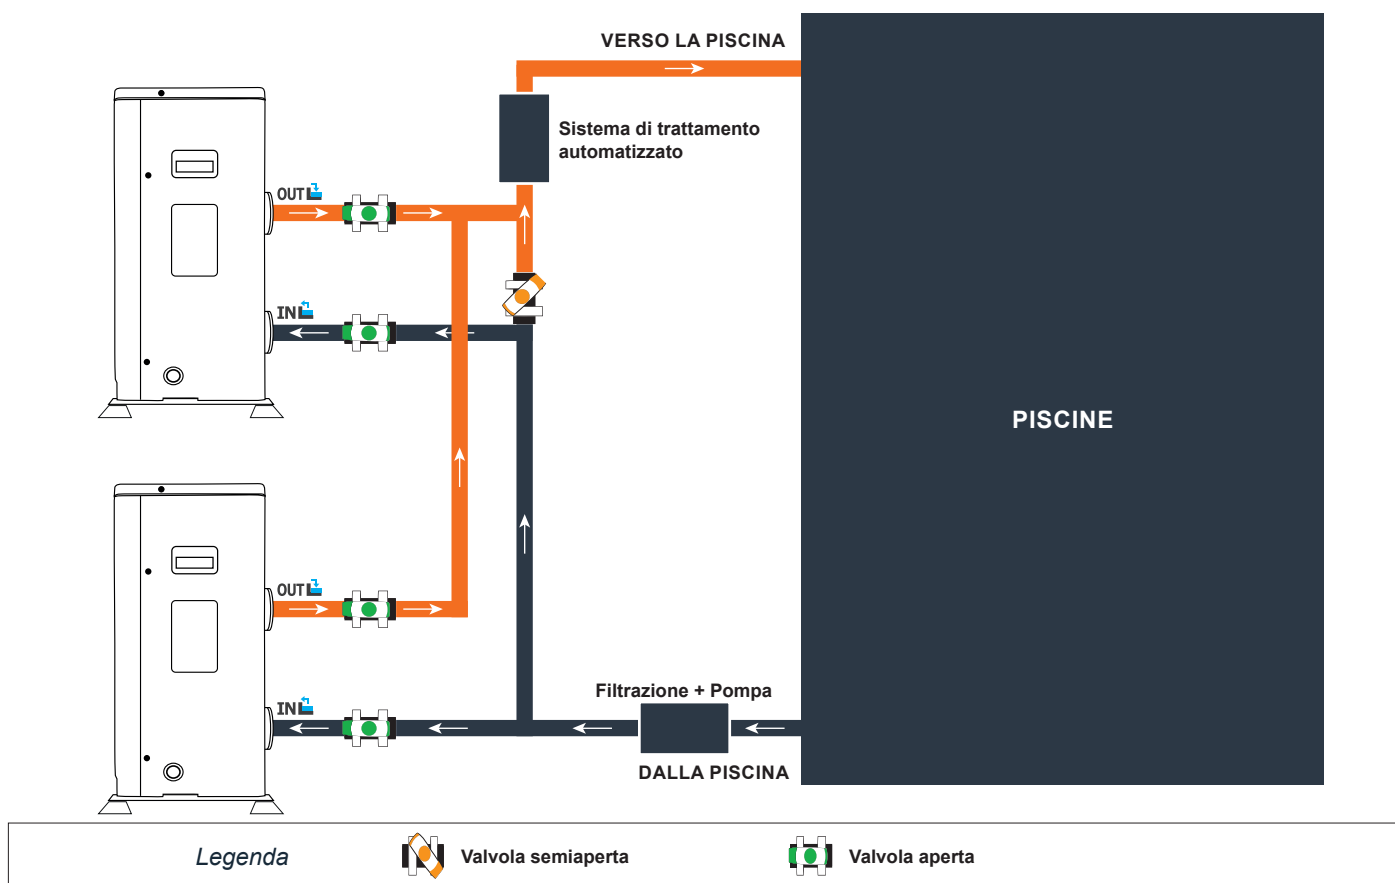 VERSO LA PISCINA
Sistema di trattamento
automatizzato
OUT
IN
PISCINE
OUT
IN
Filtrazione + Pompa
DALLA PISCINA
Legenda
Valvola semiaperta
Valvola aperta